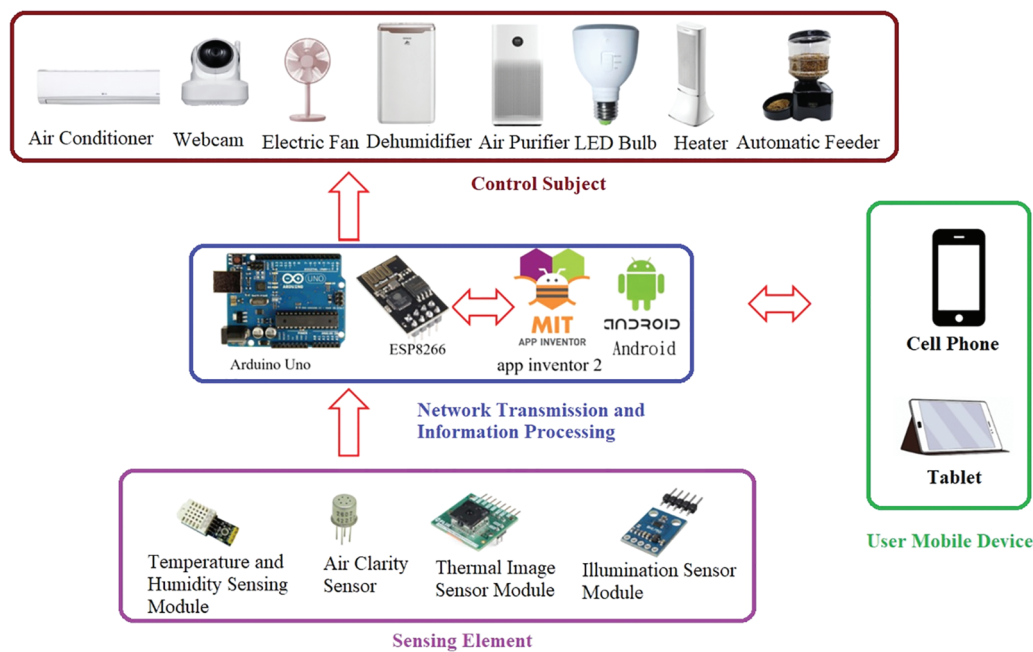 Air Conditioner
Webcam
Electric Fan
Dehumidifier
Air Purifier
LED Bulb
Heater
Automatic Feeder
Control Subject
UNO
ARDUINO
Arduino Uno
ESP8266
MIT
APP INVENTOR
app inventor 2
ANDROID
Android
Network Transmission and
Information Processing
Cell Phone
Tablet
User Mobile Device
Temperature and
Humidity Sensing
Module
Air Clarity
Sensor
Thermal Image
Sensor Module
Illumination Sensor
Module
Sensing Element